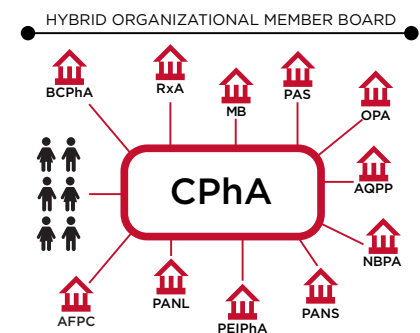 HYBRID ORGANIZATIONAL MEMBER BOARD
BCPhA
RxA
MB
PAS
OPA
CPhA
AQPP
NBPA
AFPC
PANL
PEIPhA
PANS